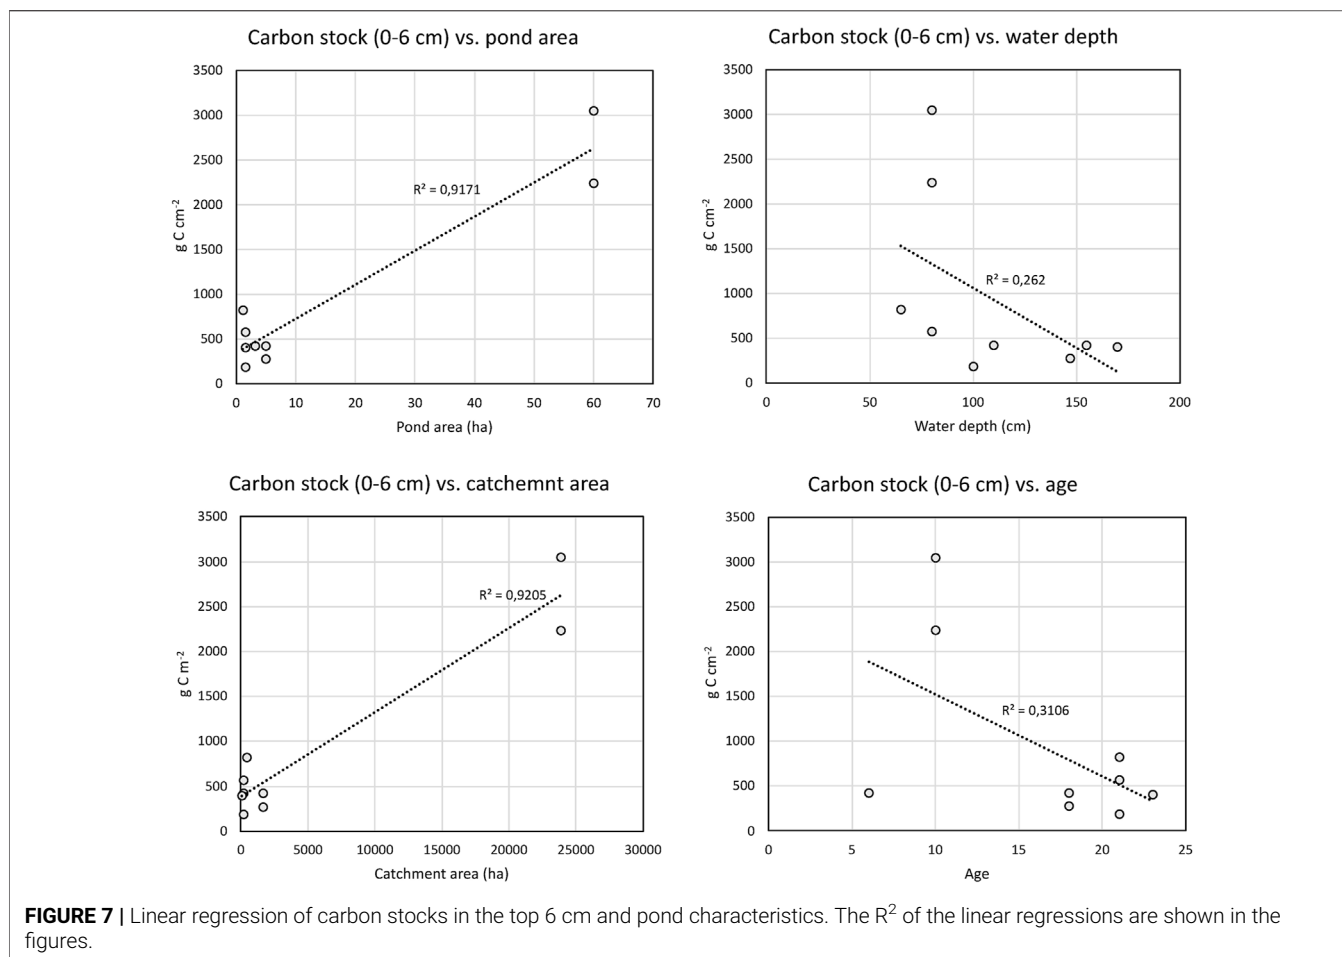 Carbon stock (0-6 cm) vs. pond area
3500
3000
2500
2000
1500
1000
500
0
g C cm-2
R² = 0,9171
0 10 20 30 40 50 60 70
Pond area (ha)
Carbon stock (0-6 cm) vs. water depth
3500
3000
2500
2000
1500
1000
500
0
g C cm-2
R² = 0,262
0 50 100 150 200
Water depth (cm)
Carbon stock (0-6 cm) vs. catchemnt area
3500
3000
2500
2000
1500
1000
500
0
g C m-2
R² = 0,9205
0 5000 10000 15000 20000 25000 30000
Catchment area (ha)
Carbon stock (0-6 cm) vs. age
3500
3000
2500
2000
1500
1000
500
0
g C cm-2
R² = 0,3106
0 5 10 15 20 25
Age
FIGURE 7 | Linear regression of carbon stocks in the top 6 cm and pond characteristics. The R2 of the linear regressions are shown in the
figures.